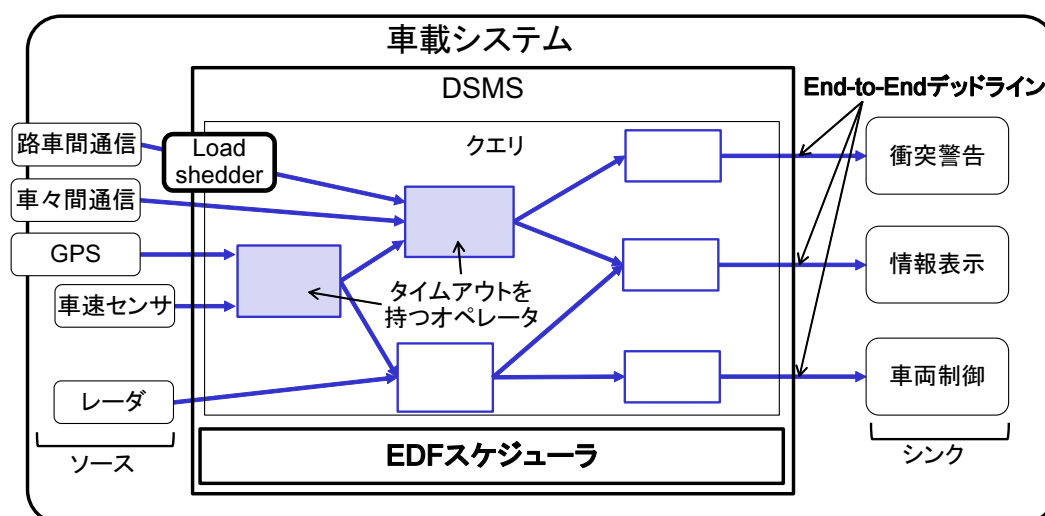 車載システム
DSMS
End-to-Endデッドライン
クエリ
路車間通信
Load
shedder
車々間通信
GPS
車速センサ
レーダ
ソース
タイムアウトを
持つオペレータ
EDFスケジューラ
衝突警告
情報表示
車両制御
シンク